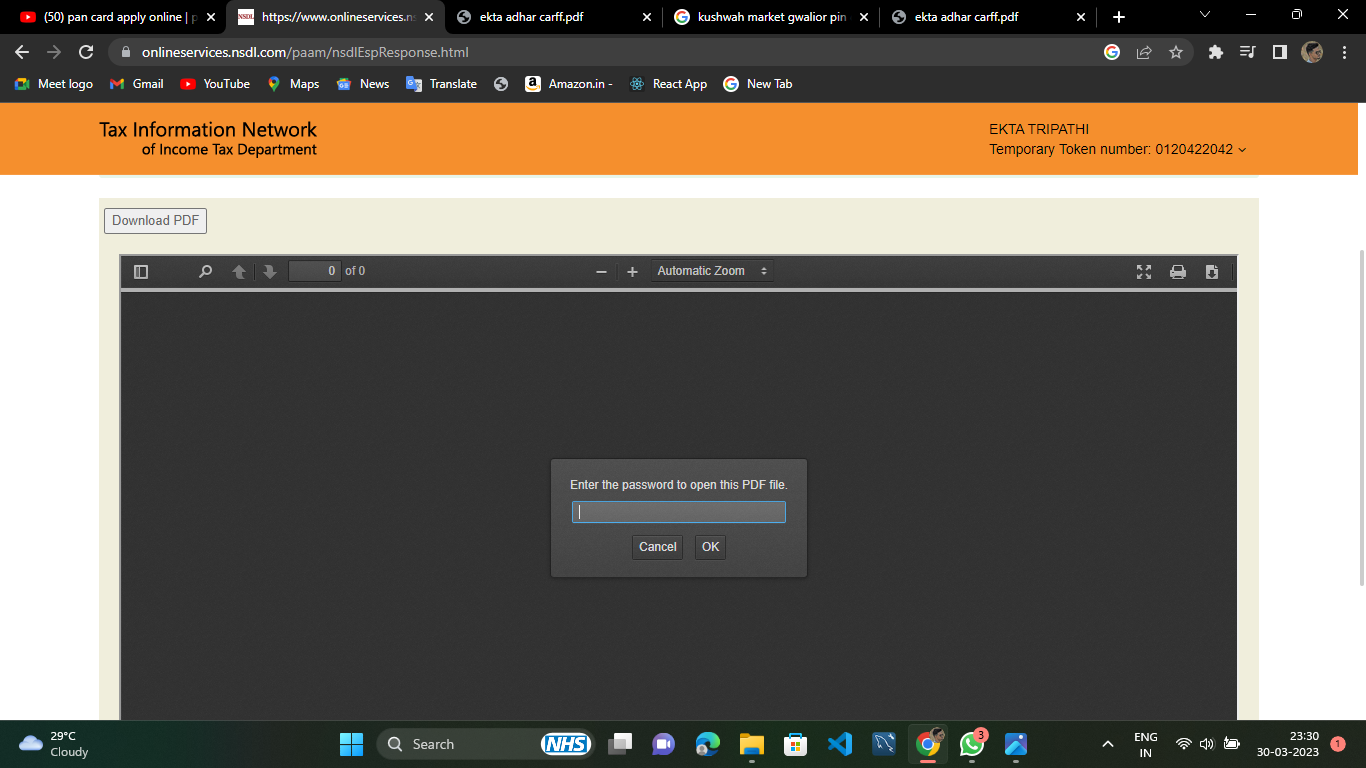 (50) pan card apply online | p
NSDL https://www.onlineservices.ns
ekta adhar carff.pdf
kushwah market gwalior pin
ekta adhar carff.pdf
onlineservices.nsdl.com/paam/nsdlEspResponse.html
Meet logo
Gmail
YouTube
Maps
News
Translate
Amazon.in -
React App
New Tab
Tax Information Network
of Income Tax Department
EKTA TRIPATHI
Temporary Token number: 0120422042
Download PDF
0 of 0
Automatic Zoom
Enter the password to open this PDF file.
Cancel
OK
29°C
Cloudy
Search
NHS
3
ENG
IN
23:30
30-03-2023
1